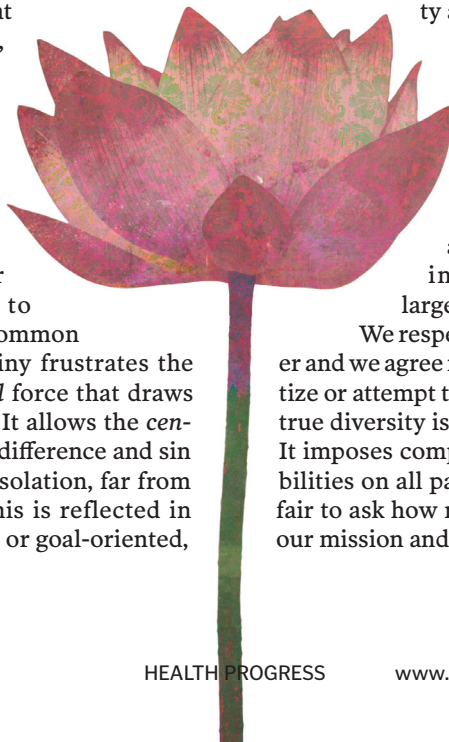 nt
,
r
to
ommon
iny frustrates the
l force that draws
It allows the cen-
difference and sin
solation, far from
his is reflected in
or goal-oriented,
ty a
a
in
large
We respe
er and we agree
tize or attempt t
true diversity is
It imposes comp
bilities on all pa
fair to ask how
our mission and
HEALTH PROGRESS www.